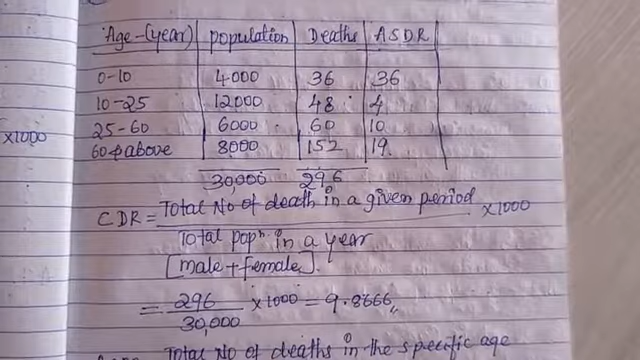 Age-(year) population Deaths ASDR
0-10 4000 36 36
10-25 12000 48 4
25-60 6000 60 10
60 & above 8000 152 19
30,000 296
x1000
CDR = Total No of death in a given period x1000
Total popn in a year
[male + female].
= 296 x1000 = 9.8666,,
30,000
Total No of deaths in the specific age